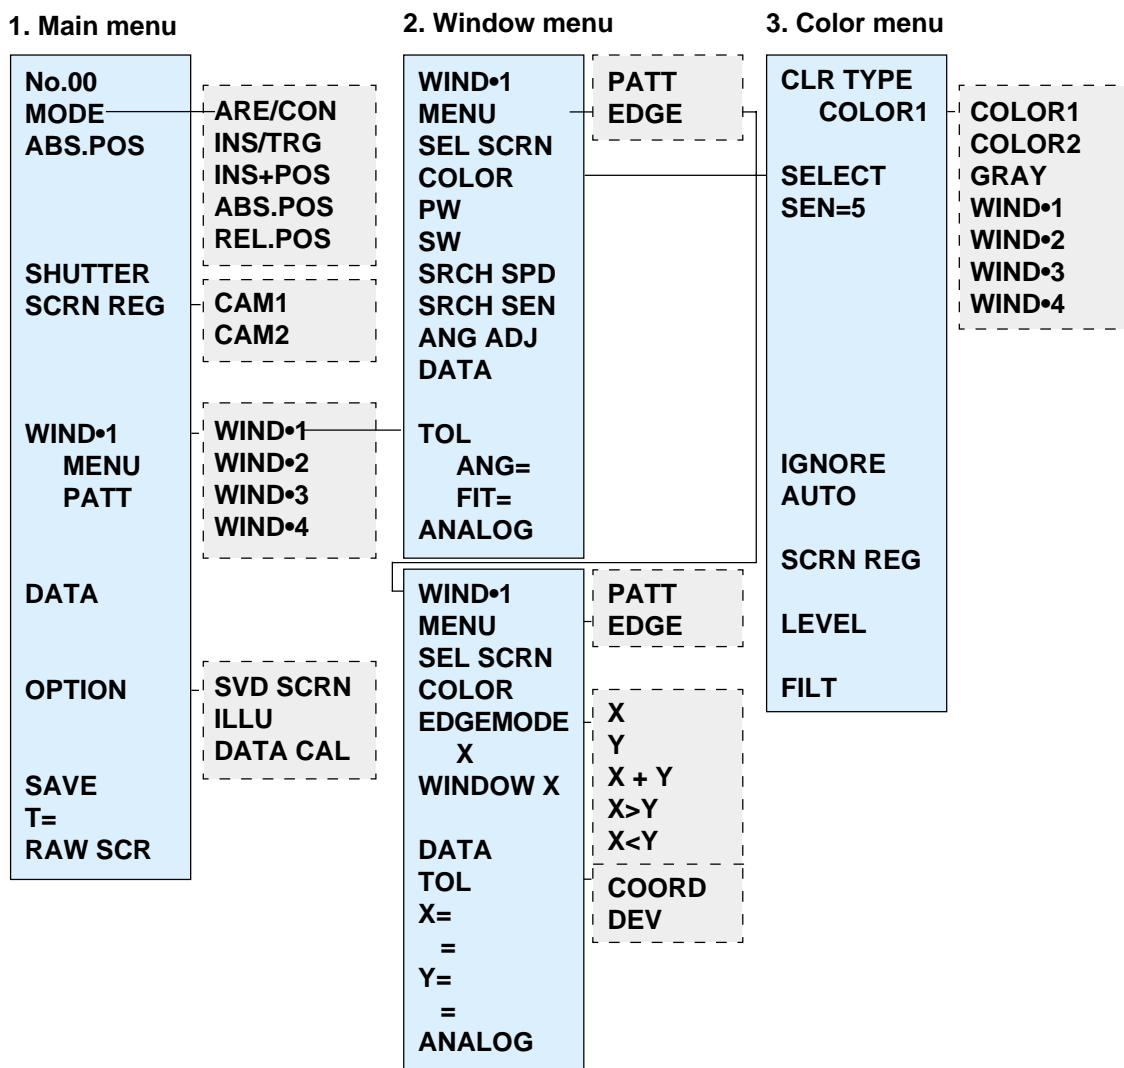 1. Main menu
No.00
MODE
ABS.POS
SHUTTER
SCRN REG
WIND•1
MENU
PATT
DATA
OPTION
SAVE
T=
RAW SCR
ARE/CON
INS/TRG
INS+POS
ABS.POS
REL.POS
CAM1
CAM2
WIND•1
WIND•2
WIND•3
WIND•4
SVD SCRN
ILLU
DATA CAL
2. Window menu
WIND•1
MENU
SEL SCRN
COLOR
PW
SW
SRCH SPD
SRCH SEN
ANG ADJ
DATA
TOL
ANG=
FIT=
ANALOG
PATT
EDGE
WIND•1
MENU
SEL SCRN
COLOR
EDGEMODE
X
WINDOW X
DATA
TOL
X=
=
Y=
=
ANALOG
PATT
EDGE
X
Y
X + Y
X>Y
X<Y
COORD
DEV
3. Color menu
CLR TYPE
COLOR1
SELECT
SEN=5
IGNORE
AUTO
SCRN REG
LEVEL
FILT
COLOR1
COLOR2
GRAY
WIND•1
WIND•2
WIND•3
WIND•4